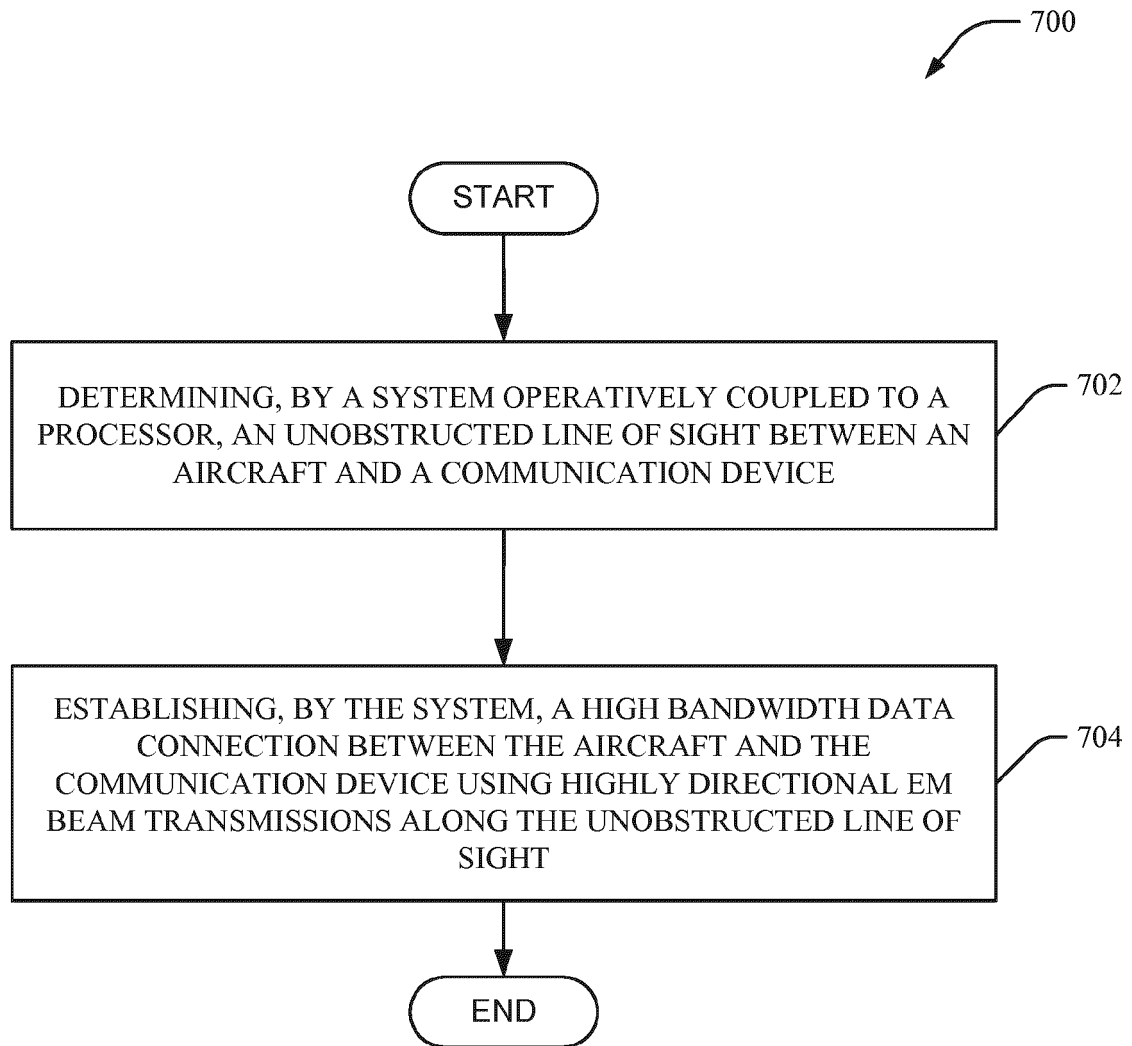 700
START
DETERMINING, BY A SYSTEM OPERATIVELY COUPLED TO A
PROCESSOR, AN UNOBSTRUCTED LINE OF SIGHT BETWEEN AN
AIRCRAFT AND A COMMUNICATION DEVICE
702
ESTABLISHING, BY THE SYSTEM, A HIGH BANDWIDTH DATA
CONNECTION BETWEEN THE AIRCRAFT AND THE
COMMUNICATION DEVICE USING HIGHLY DIRECTIONAL EM
BEAM TRANSMISSIONS ALONG THE UNOBSTRUCTED LINE OF
SIGHT
704
END